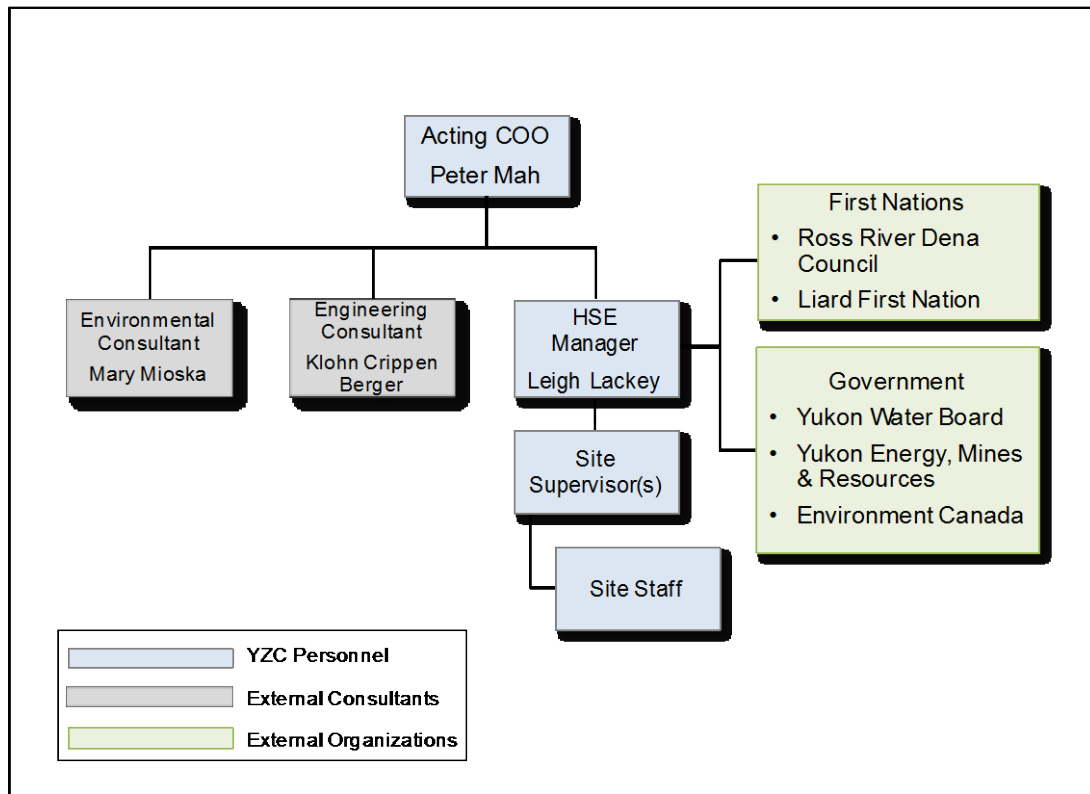 Acting COO
Peter Mah
Environmental
Consultant
Mary Mioska
Engineering
Consultant
Klohn Crippen
Berger
HSE
Manager
Leigh Lackey
First Nations
• Ross River Dena
Council
• Liard First Nation
Government
• Yukon Water Board
• Yukon Energy, Mines
& Resources
• Environment Canada
Site
Supervisor(s)
Site Staff
YZC Personnel
External Consultants
External Organizations